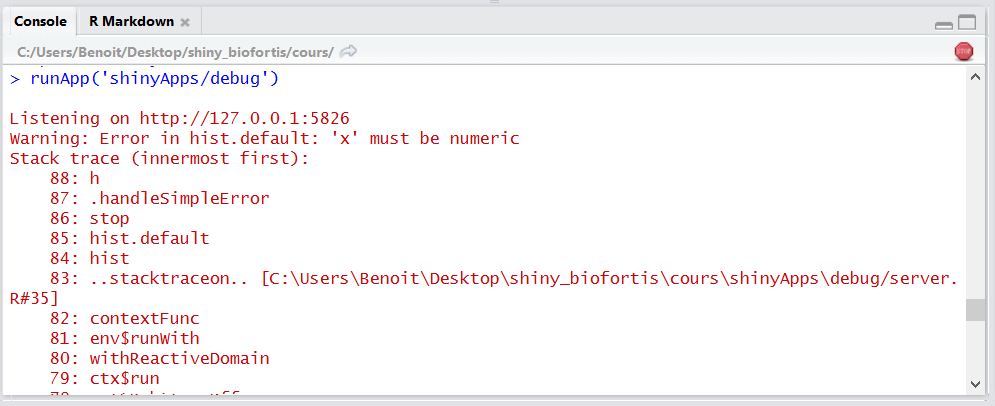 Console R Markdown
C:/Users/Benoit/Desktop/shiny_biofortis/cours/
STOP
> runApp('shinyApps/debug')
Listening on http://127.0.0.1:5826
Warning: Error in hist.default: 'x' must be numeric
Stack trace (innermost first):
88: h
87: .handleSimpleError
86: stop
85: hist.default
84: hist
83: ..stacktraceon.. [C:\Users\Benoit\Desktop\shiny_biofortis\cours\shinyApps\debug/server.
R#35]
82: contextFunc
81: env$runWith
80: withReactiveDomain
79: ctx$run